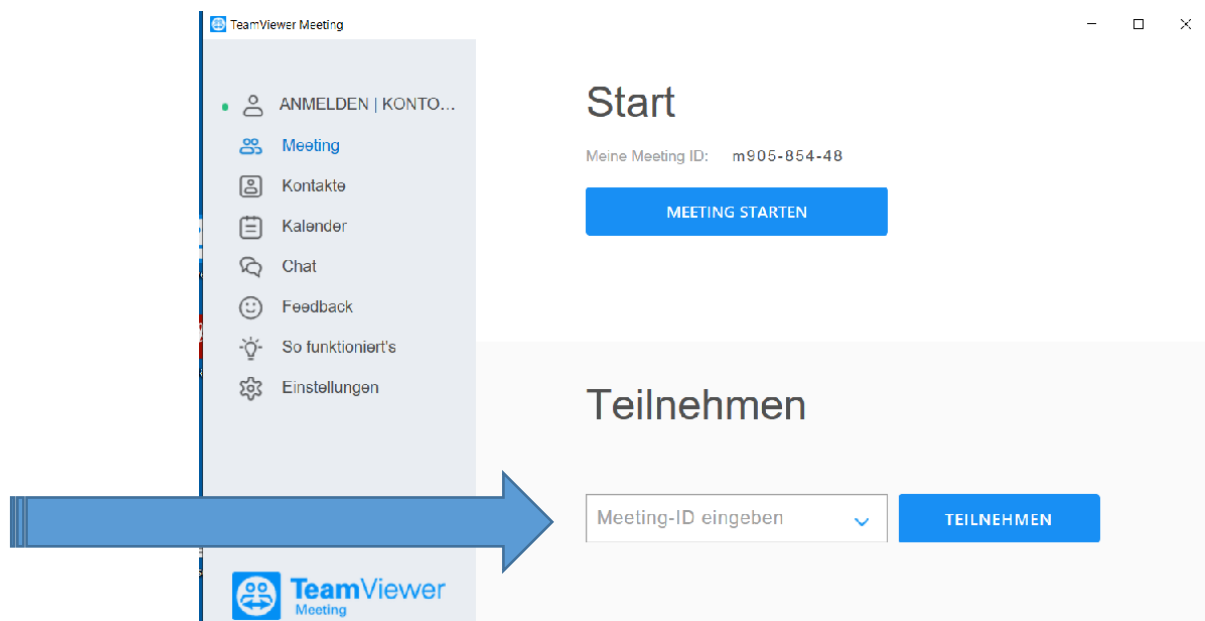 TeamViewer Meeting
ANMELDEN | KONTO...
Meeting
Kontakte
Kalender
Chat
Feedback
So funktioniert's
Einstellungen
TeamViewer
Meeting
Start
Meine Meeting ID: m905-854-48
MEETING STARTEN
Teilnehmen
Meeting-ID eingeben
TEILNEHMEN